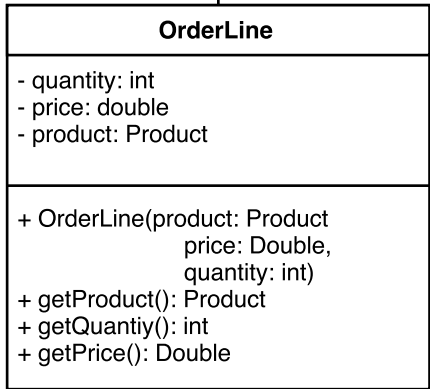 OrderLine
- quantity: int
- price: double
- product: Product
+ OrderLine(product: Product
price: Double,
quantity: int)
+ getProduct(): Product
+ getQuantiy(): int
+ getPrice(): Double